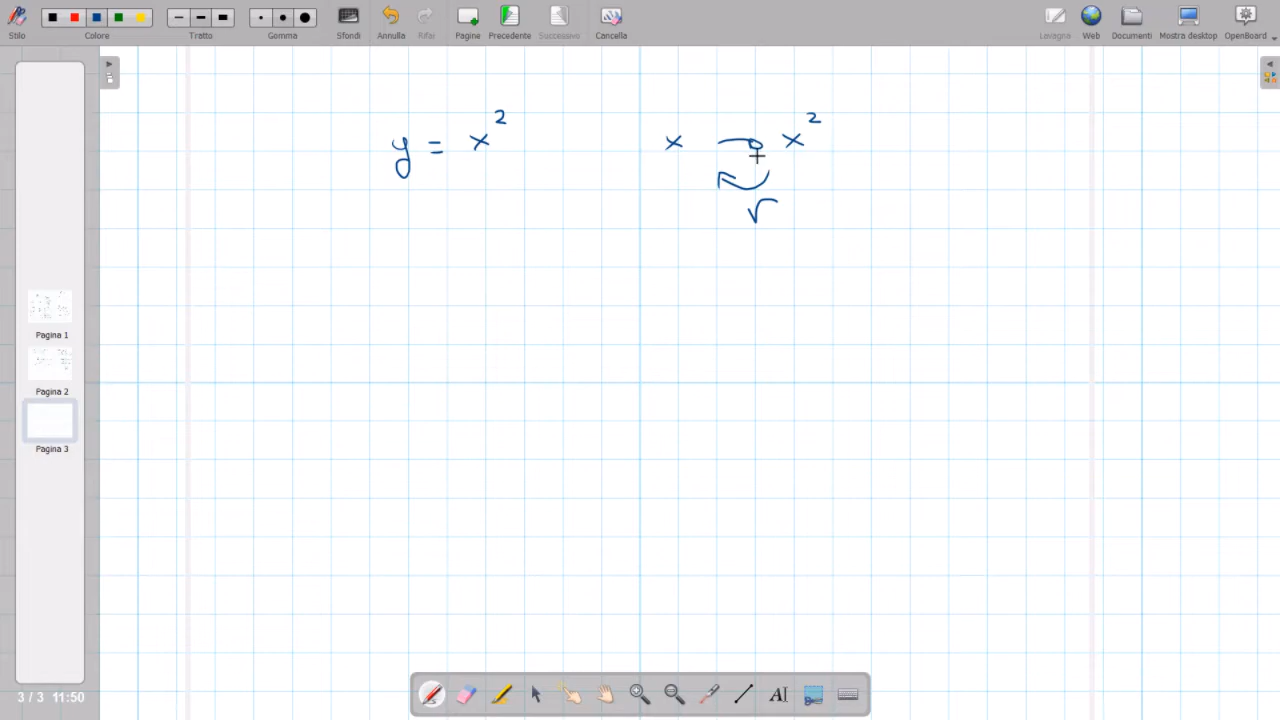 Stilo Colore Tratto Gomma Sfondi Annulla Rifai Pagine Precedente Successivo Cancella Lavagna Web Documenti Mostra desktop OpenBoard
y = x² x → x²
√
Pagina 1
Pagina 2
Pagina 3
3 / 3 11:50
AI